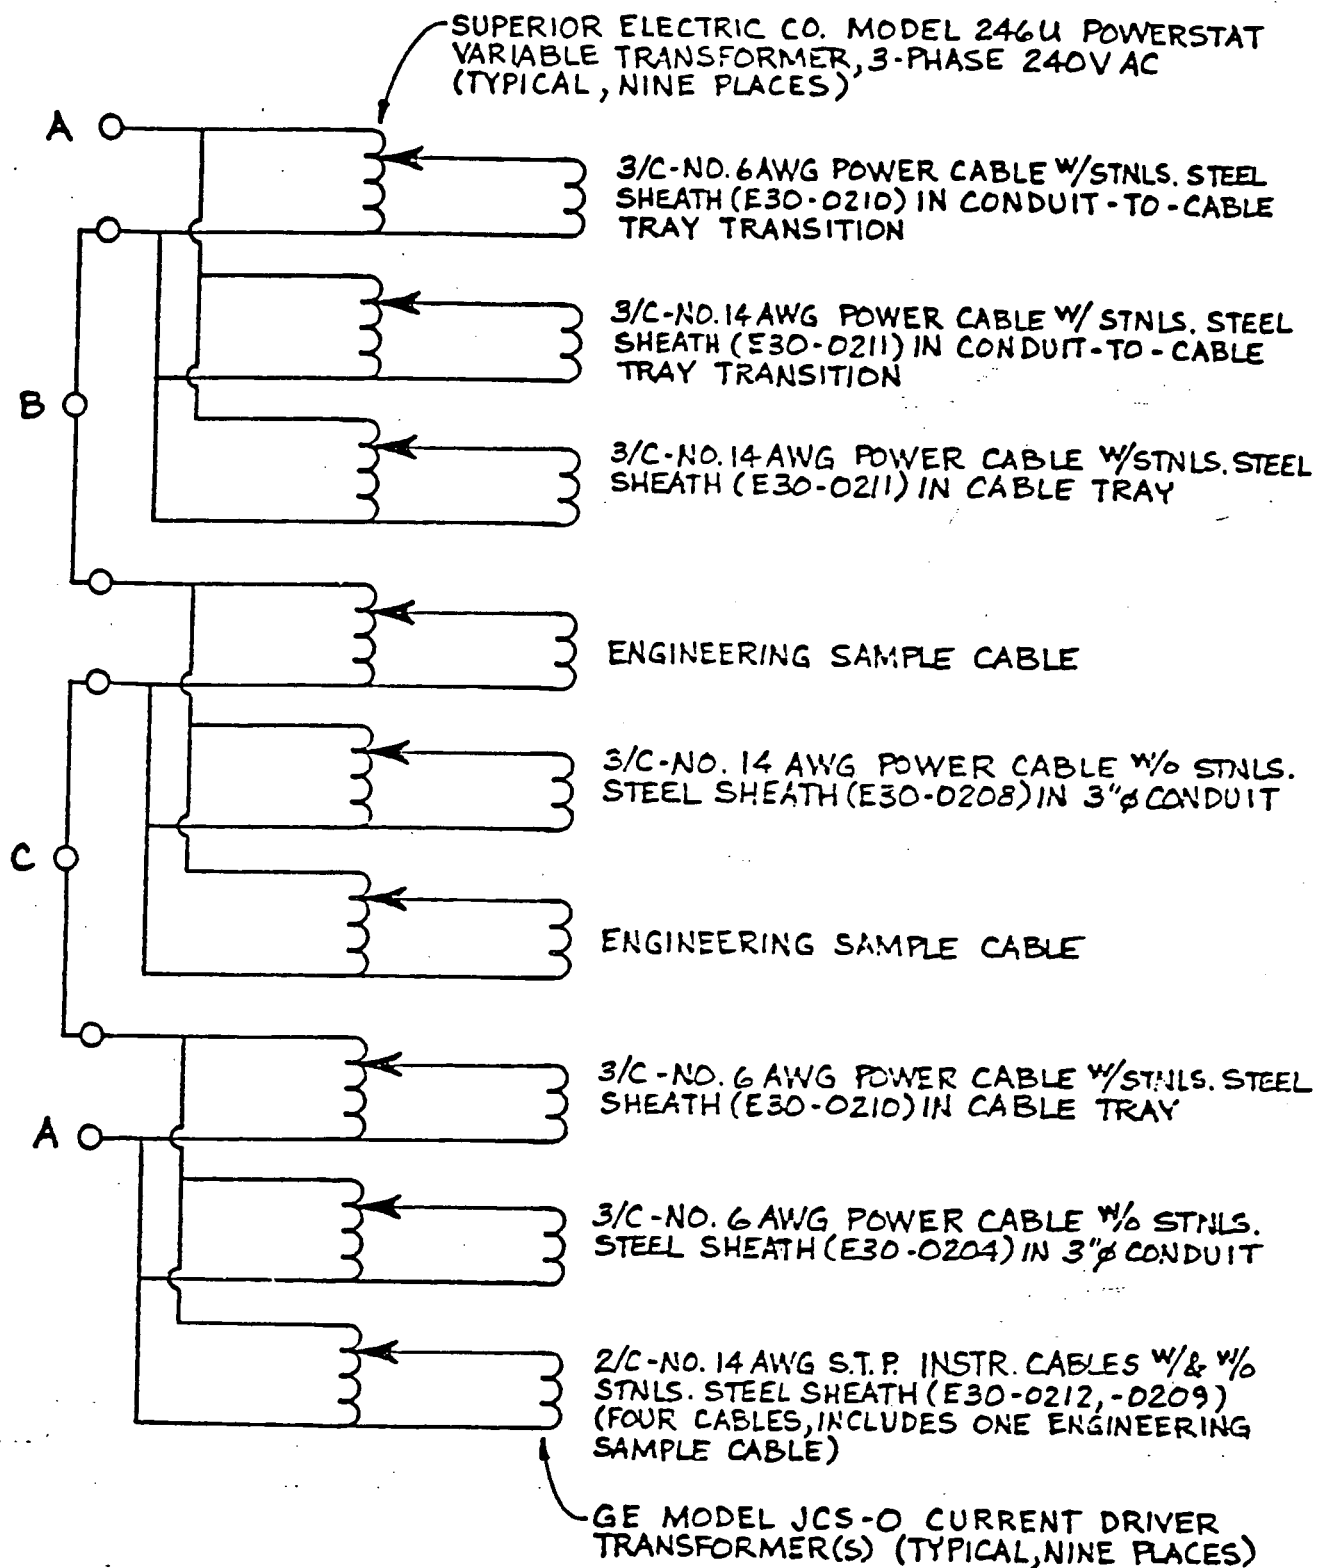 SUPERIOR ELECTRIC CO. MODEL 246U POWERSTAT
VARIABLE TRANSFORMER, 3-PHASE 240V AC
(TYPICAL, NINE PLACES)
A
3/C-NO. 6 AWG POWER CABLE W/STNLS. STEEL
SHEATH (E30-0210) IN CONDUIT-TO-CABLE
TRAY TRANSITION
3/C-NO. 14 AWG POWER CABLE W/ STNLS. STEEL
SHEATH (E30-0211) IN CONDUIT-TO-CABLE
TRAY TRANSITION
B
3/C-NO. 14 AWG POWER CABLE W/STNLS. STEEL
SHEATH (E30-0211) IN CABLE TRAY
ENGINEERING SAMPLE CABLE
3/C-NO. 14 AWG POWER CABLE W/O STNLS.
STEEL SHEATH (E30-0208) IN 3"ø CONDUIT
C
ENGINEERING SAMPLE CABLE
3/C-NO. 6 AWG POWER CABLE W/STNLS. STEEL
SHEATH (E30-0210) IN CABLE TRAY
A
3/C-NO. 6 AWG POWER CABLE W/O STNLS.
STEEL SHEATH (E30-0204) IN 3"ø CONDUIT
2/C-NO. 14 AWG S.T.P. INSTR. CABLES W/& W/O
STNLS. STEEL SHEATH (E30-0212, -0209)
(FOUR CABLES, INCLUDES ONE ENGINEERING
SAMPLE CABLE)
GE MODEL JCS-O CURRENT DRIVER
TRANSFORMER(S) (TYPICAL, NINE PLACES)